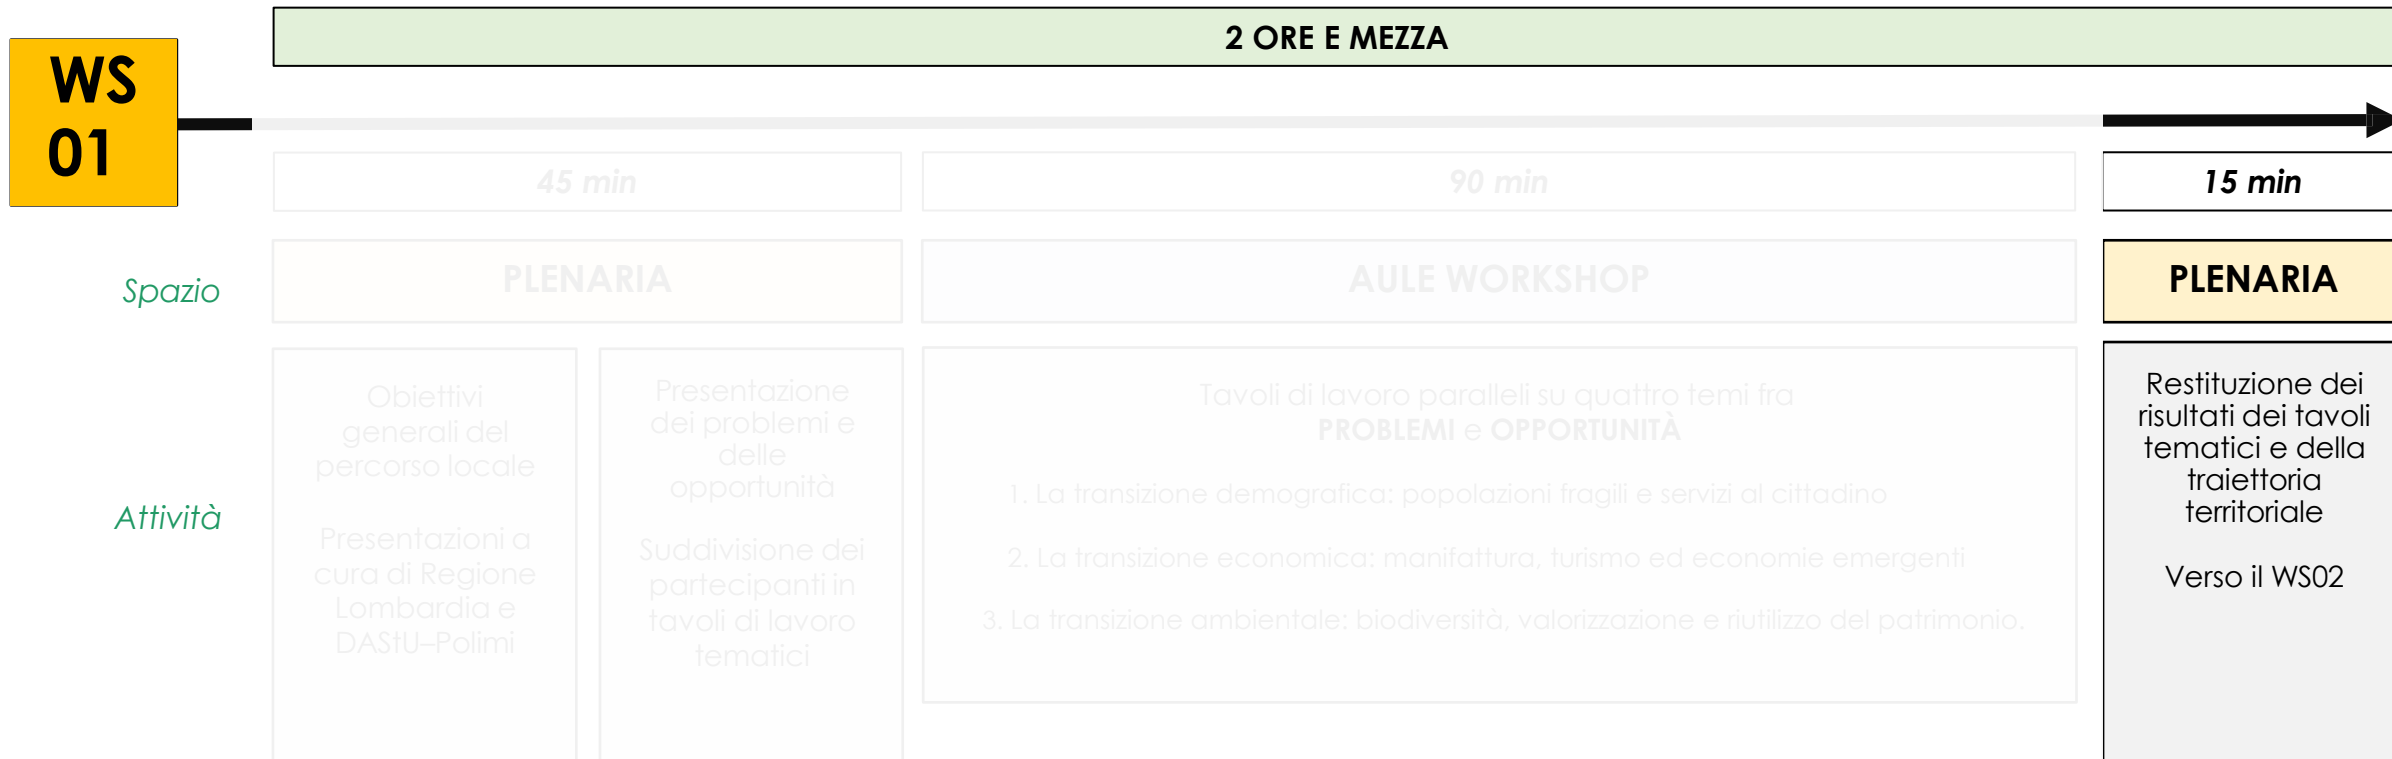 2 ORE E MEZZA
WS
01
45 min
90 min
15 min
Spazio
PLENARIA
AULE WORKSHOP
PLENARIA
Attività
Obiettivi
generali del
percorso locale
Presentazioni a
cura di Regione
Lombardia e
DAStU–Polimi
Presentazione
dei problemi e
delle
opportunità
Suddivisione dei
partecipanti in
tavoli di lavoro
tematici
Tavoli di lavoro paralleli su quattro temi fra
PROBLEMI e OPPORTUNITÀ
1. La transizione demografica: popolazioni fragili e servizi al cittadino
2. La transizione economica: manifattura, turismo ed economie emergenti
3. La transizione ambientale: biodiversità, valorizzazione e riutilizzo del patrimonio.
Restituzione dei
risultati dei tavoli
tematici e della
traiettoria
territoriale
Verso il WS02